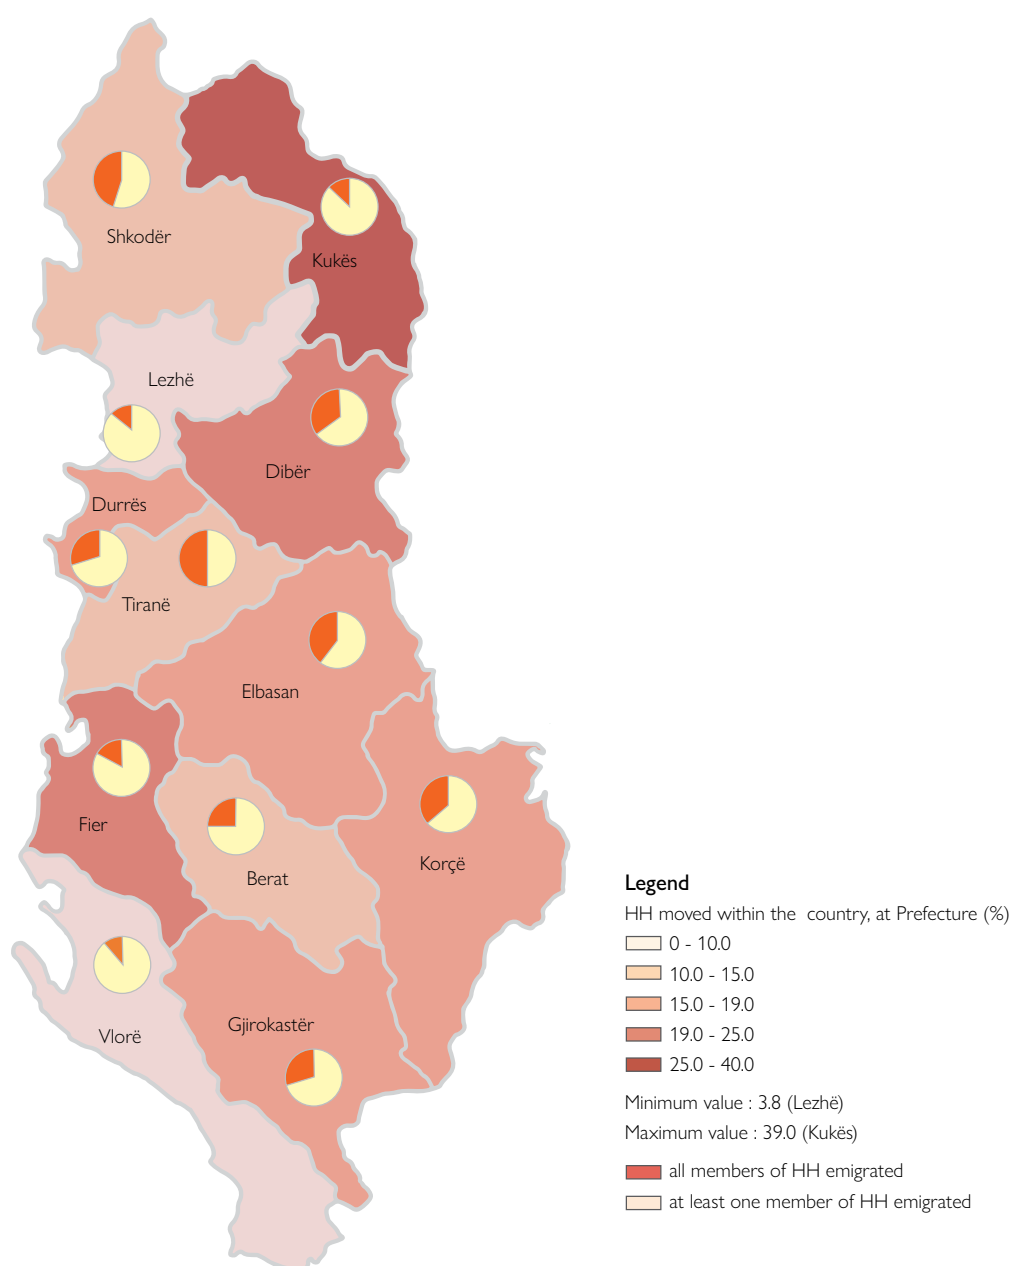 Shkodër
Kukës
Lezhë
Dibër
Durrës
Tiranë
Elbasan
Fier
Berat
Korçë
Gjirokastër
Vlorë
Legend
HH moved within the country, at Prefecture (%)
0 - 10.0
10.0 - 15.0
15.0 - 19.0
19.0 - 25.0
25.0 - 40.0
Minimum value : 3.8 (Lezhë)
Maximum value : 39.0 (Kukës)
all members of HH emigrated
at least one member of HH emigrated